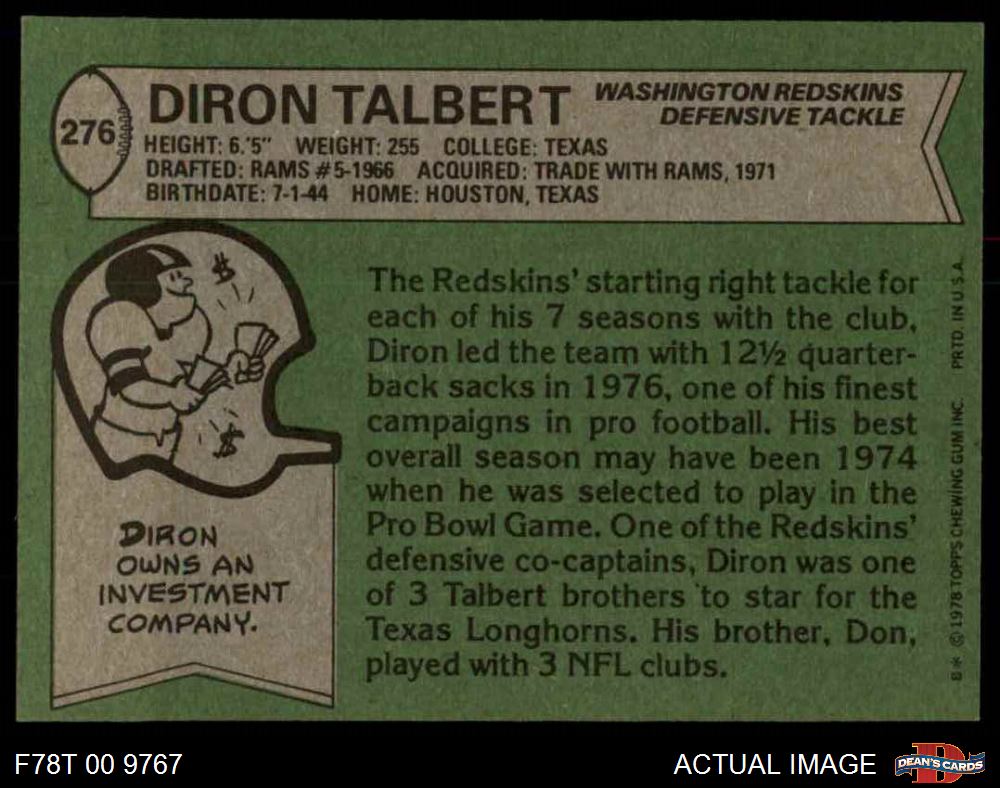 276
DIRON TALBERT
WASHINGTON REDSKINS
DEFENSIVE TACKLE
HEIGHT: 6.'5" WEIGHT: 255 COLLEGE: TEXAS
DRAFTED: RAMS #5-1966 ACQUIRED: TRADE WITH RAMS, 1971
BIRTHDATE: 7-1-44 HOME: HOUSTON, TEXAS
$
$
DIRON
OWNS AN
INVESTMENT
COMPANY.
The Redskins' starting right tackle for
each of his 7 seasons with the club,
Diron led the team with 12½ quarter-
back sacks in 1976, one of his finest
campaigns in pro football. His best
overall season may have been 1974
when he was selected to play in the
Pro Bowl Game. One of the Redskins'
defensive co-captains, Diron was one
of 3 Talbert brothers to star for the
Texas Longhorns. His brother, Don,
played with 3 NFL clubs.
B* © 1978 TOPPS CHEWING GUM INC. PRTD. IN U.S.A.
F78T 00 9767
ACTUAL IMAGE
DEAN'S CARDS